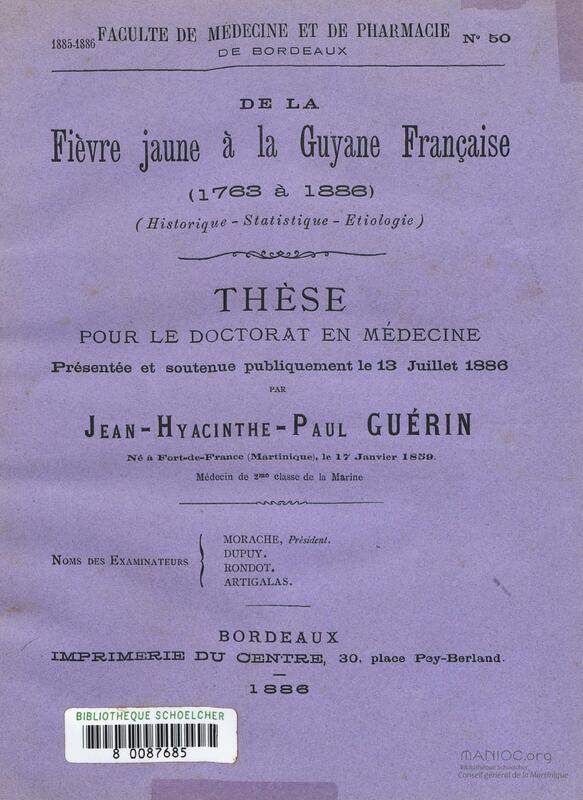 1885-1886 FACULTE DE MÉDECINE ET DE PHARMACIE N° 50
DE BORDEAUX
DE LA
Fièvre jaune à la Guyane Française
(1763 à 1886)
(Historique - Statistique - Etiologie)
THÈSE
POUR LE DOCTORAT EN MÉDECINE
Présentée et soutenue publiquement le 13 Juillet 1886
PAR
JEAN-HYACINTHE-PAUL GUÉRIN
Né à Fort-de-France (Martinique), le 17 Janvier 1859.
Médecin de 2me classe de la Marine
NOMS DES EXAMINATEURS
MORACHE, Président.
DUPUY.
RONDOT.
ARTIGALAS.
BORDEAUX
IMPRIMERIE DU CENTRE, 30, place Pey-Berland.
1886
BIBLIOTHEQUE SCHOELCHER
8 0087685
MANIOC.org
Bibliothèque Schoelcher
Conseil général de la Martinique